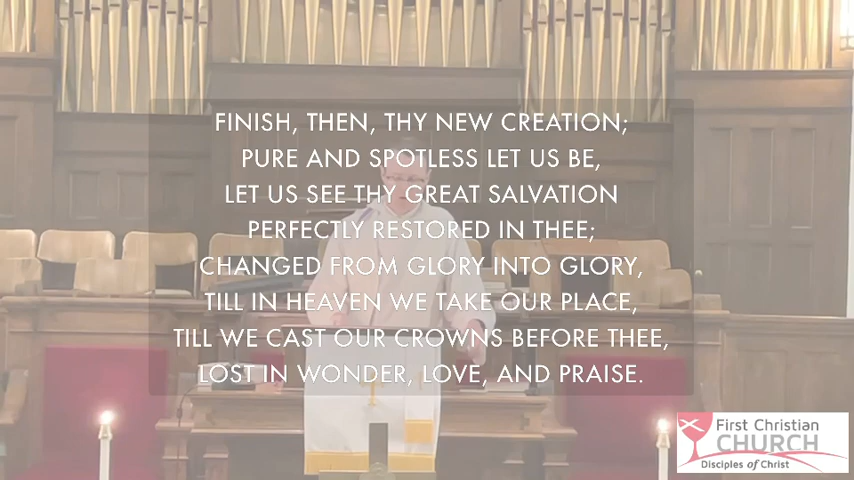 FINISH, THEN, THY NEW CREATION;
PURE AND SPOTLESS LET US BE,
LET US SEE THY GREAT SALVATION
PERFECTLY RESTORED IN THEE;
CHANGED FROM GLORY INTO GLORY,
TILL IN HEAVEN WE TAKE OUR PLACE,
TILL WE CAST OUR CROWNS BEFORE THEE,
LOST IN WONDER, LOVE, AND PRAISE.
First Christian
CHURCH
Disciples of Christ